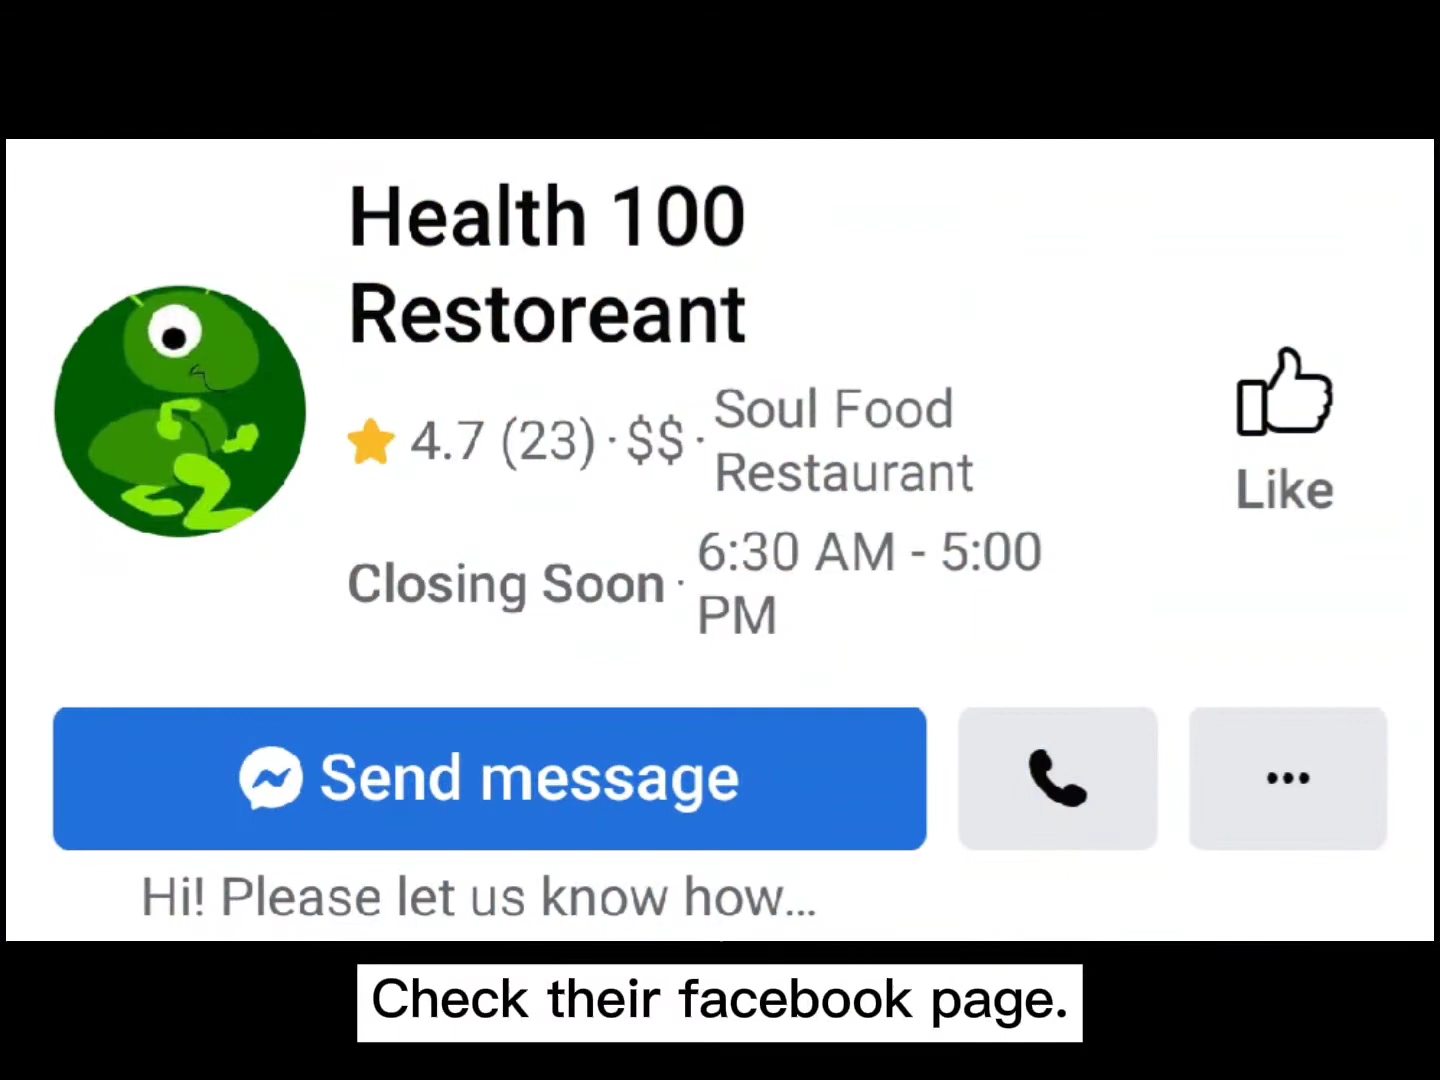 Health 100
Restoreant
4.7 (23) · $$ · Soul Food
Restaurant
Closing Soon · 6:30 AM - 5:00
PM
Like
Send message
Hi! Please let us know how...
Check their facebook page.